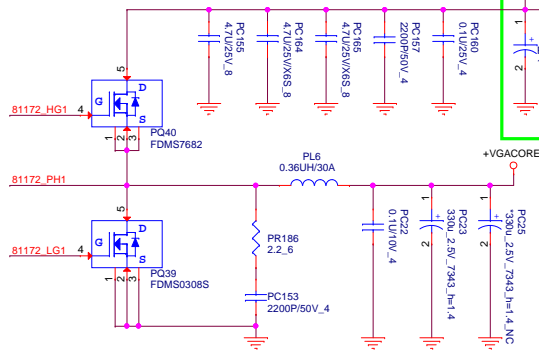 PC155
4.7U/25V_8
PC164
4.7U/25V/X6S_8
PC165
4.7U/25V/X6S_8
PC157
2200P/50V_4
PC160
0.1U/25V_4
1
+
2
5
D
G
S
81172_HG1
4
1
2
3
PQ40
FDMS7682
81172_PH1
PL6
0.36UH/30A
+VGACORE
5
D
G
S
81172_LG1
4
1
2
3
PQ39
FDMS0308S
PR186
2.2_6
PC153
2200P/50V_4
PC22
0.1U/10V_4
1
+
2
PC23
330u_2.5V_7343_h=1.4
1
+
2
PC25
*330u_2.5V_7343_h=1.4_NC